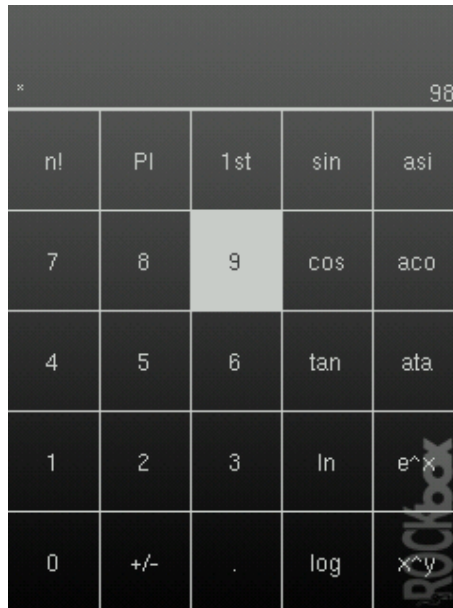 * 98
n! PI 1st sin asi
7 8 9 cos aco
4 5 6 tan ata
1 2 3 ln e^x
0 +/- . log x^y
ROCKbox